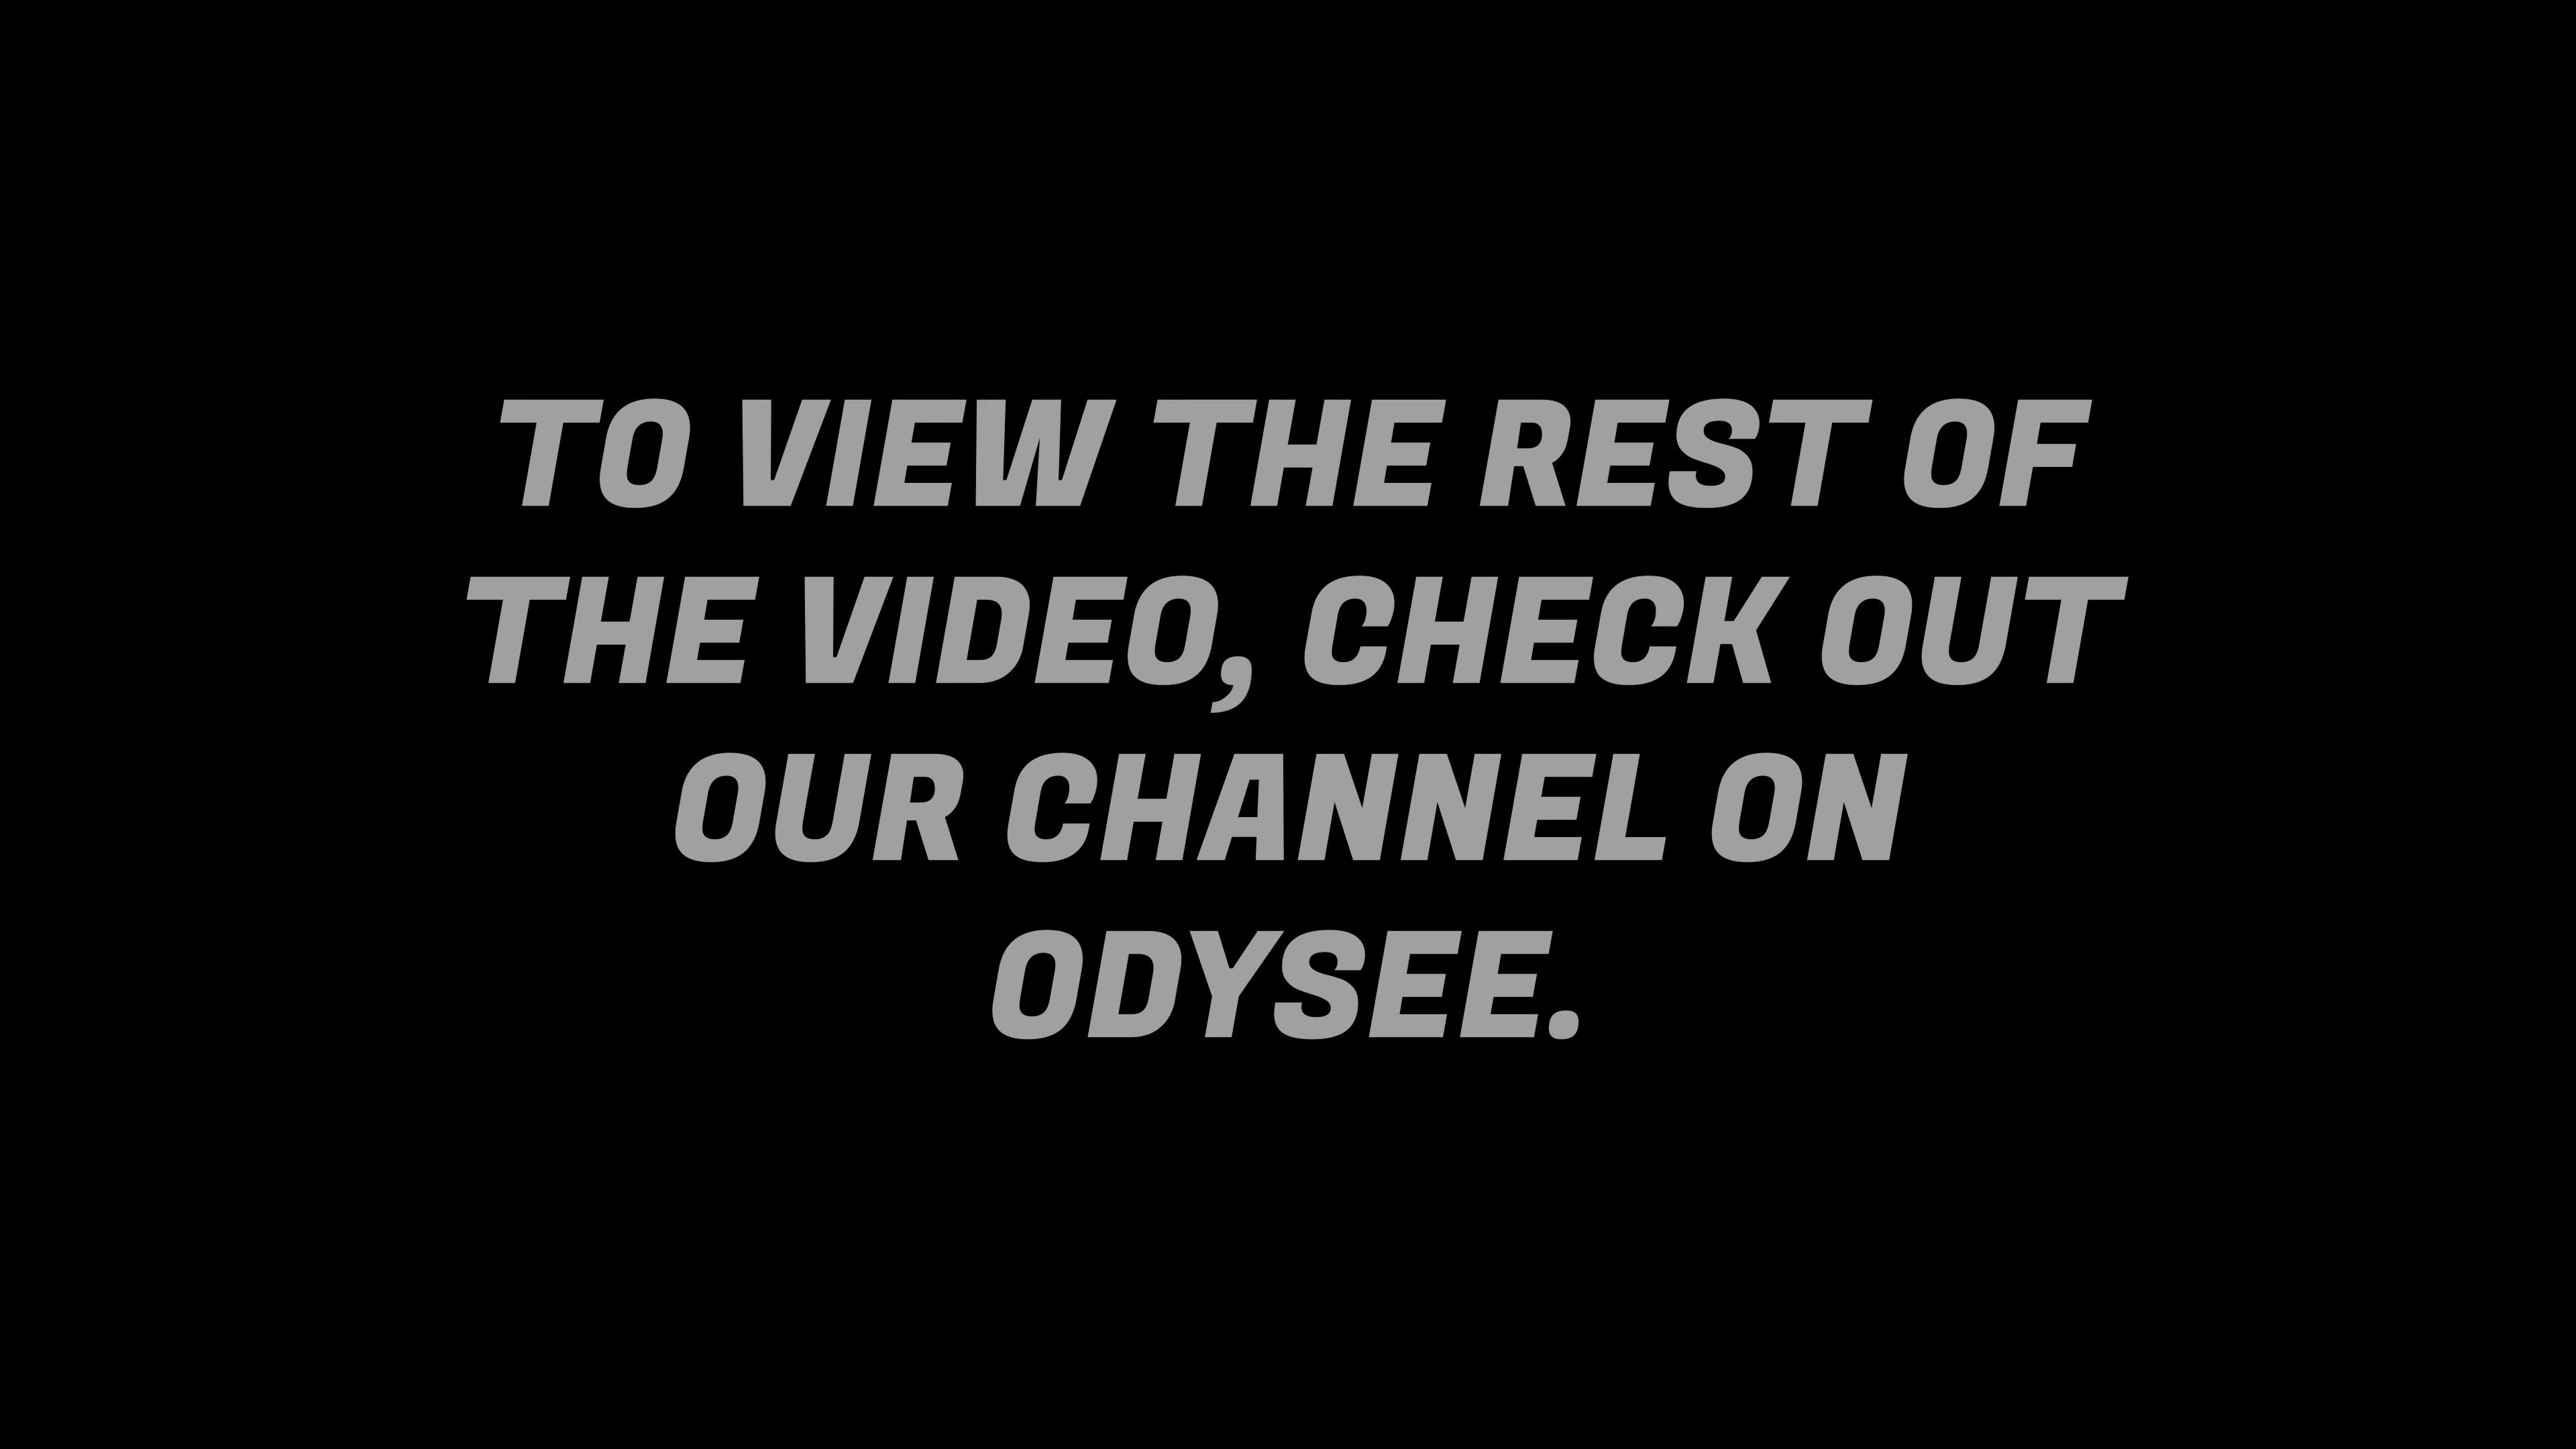 TO VIEW THE REST OF
THE VIDEO, CHECK OUT
OUR CHANNEL ON
ODYSEE.